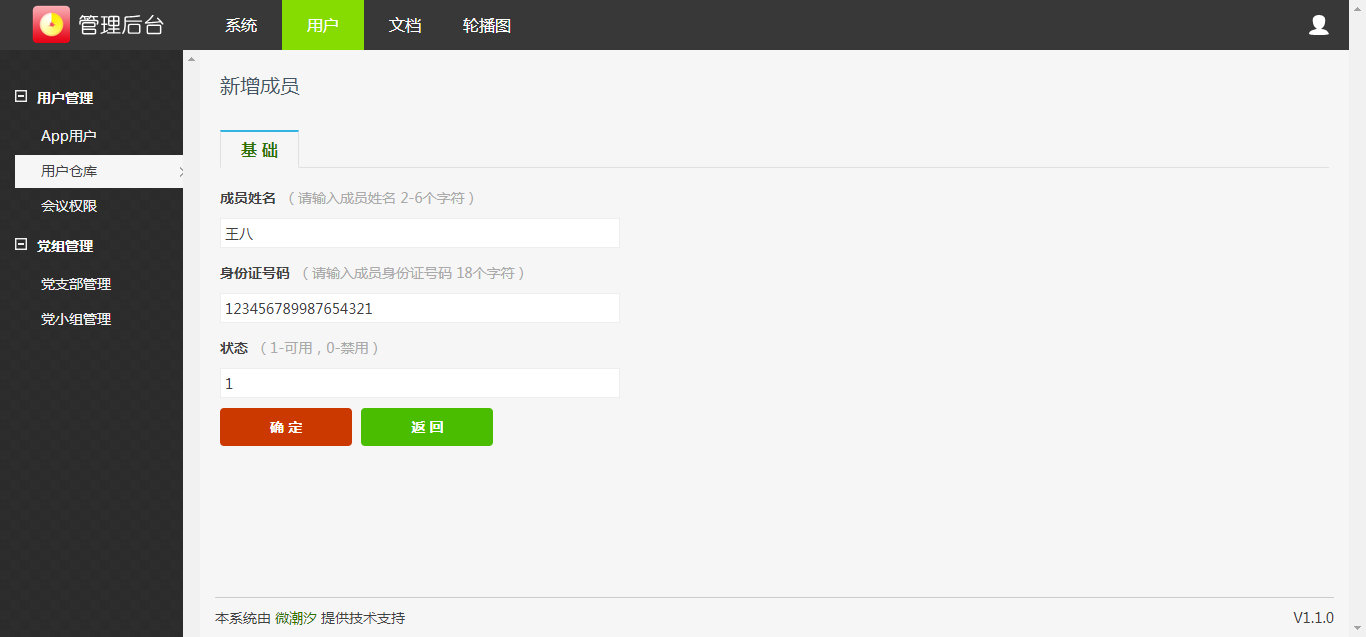 管理后台
系统 用户 文档 轮播图
用户管理
App用户
用户仓库
会议权限
党组管理
党支部管理
党小组管理
新增成员
基 础
成员姓名 （ 请输入成员姓名 2-6个字符 ）
王八
身份证号码 （ 请输入成员身份证号码 18个字符 ）
123456789987654321
状态 （ 1-可用，0-禁用 ）
1
确 定 返 回
本系统由 微潮汐 提供技术支持 V1.1.0